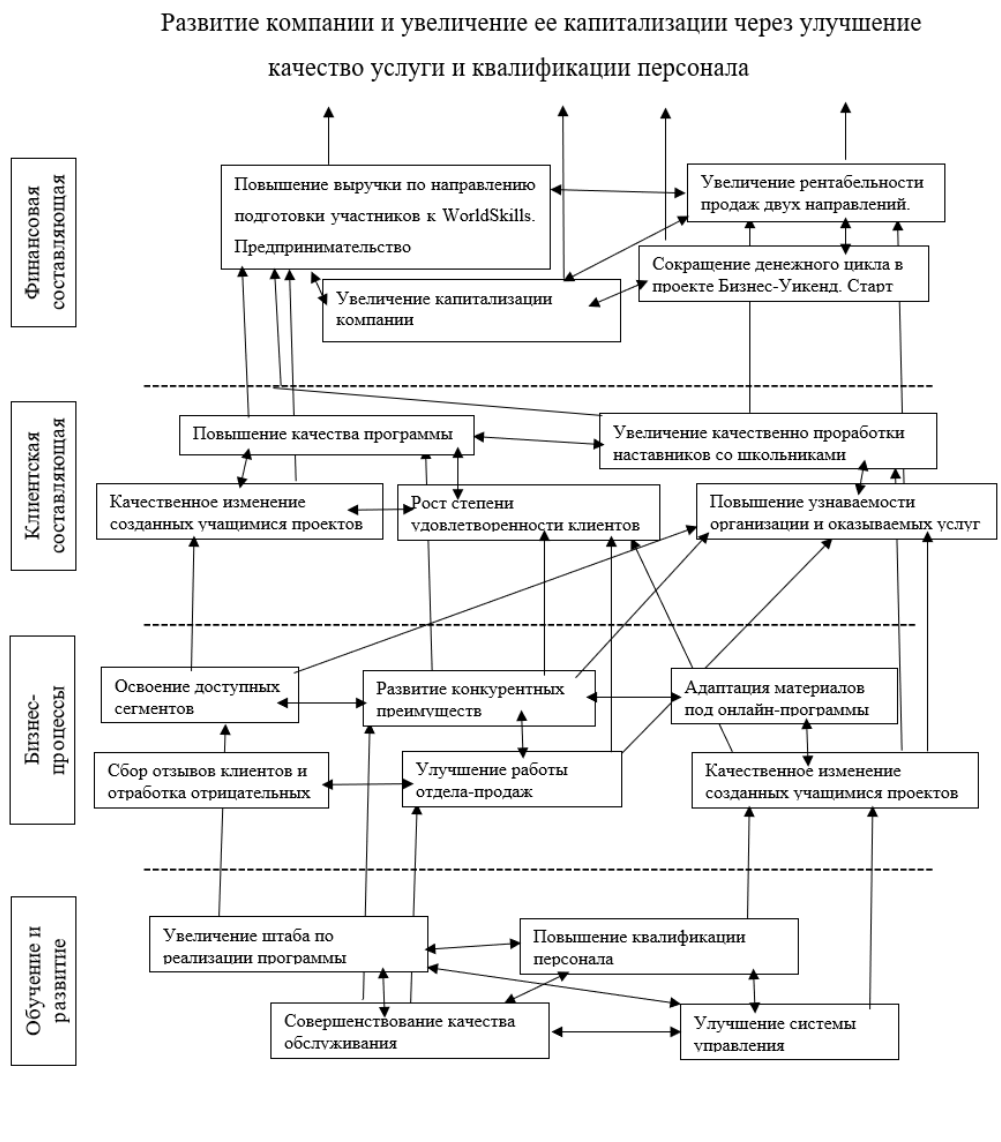 Развитие компании и увеличение ее капитализации через улучшение
качество услуги и квалификации персонала
Финансовая
составляющая
Повышение выручки по направлению
подготовки участников к WorldSkills.
Предпринимательство
Увеличение рентабельности
продаж двух направлений.
Сокращение денежного цикла в
проекте Бизнес-Уикенд. Старт
Увеличение капитализации
компании
Клиентская
составляющая
Повышение качества программы
Увеличение качественно проработки
наставников со школьниками
Качественное изменение
созданных учащимися проектов
Рост степени
удовлетворенности клиентов
Повышение узнаваемости
организации и оказываемых услуг
Бизнес-
процессы
Освоение доступных
сегментов
Развитие конкурентных
преимуществ
Адаптация материалов
под онлайн-программы
Сбор отзывов клиентов и
отработка отрицательных
Улучшение работы
отдела-продаж
Качественное изменение
созданных учащимися проектов
Обучение и
развитие
Увеличение штаба по
реализации программы
Повышение квалификации
персонала
Совершенствование качества
обслуживания
Улучшение системы
управления